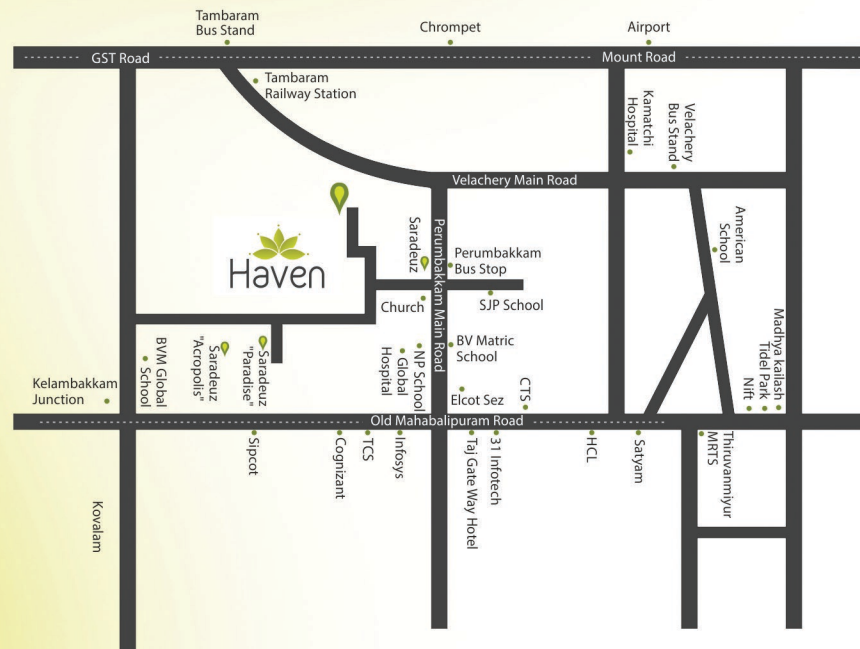 Tambaram
Bus Stand
Chrompet
Airport
GST Road
Mount Road
Tambaram
Railway Station
Kamatchi
Hospital
Velachery
Bus Stand
Velachery Main Road
Haven
Saradeuz
Perumbakkam Main Road
Perumbakkam
Bus Stop
American
School
Church
SJP School
BVM Global
School
Saradeuz
"Acropolis"
Saradeuz
"Paradise"
Global
Hospital
NP School
BV Matric
School
Elcot Sez
CTS
Madhya kailash
Tidel Park
Nift
Kelambakkam
Junction
Old Mahabalipuram Road
Sipcot
Cognizant
TCS
Infosys
Taj Gate Way Hotel
31 Infotech
HCL
Satyam
Thiruvanmiyur
MRTS
Kovalam